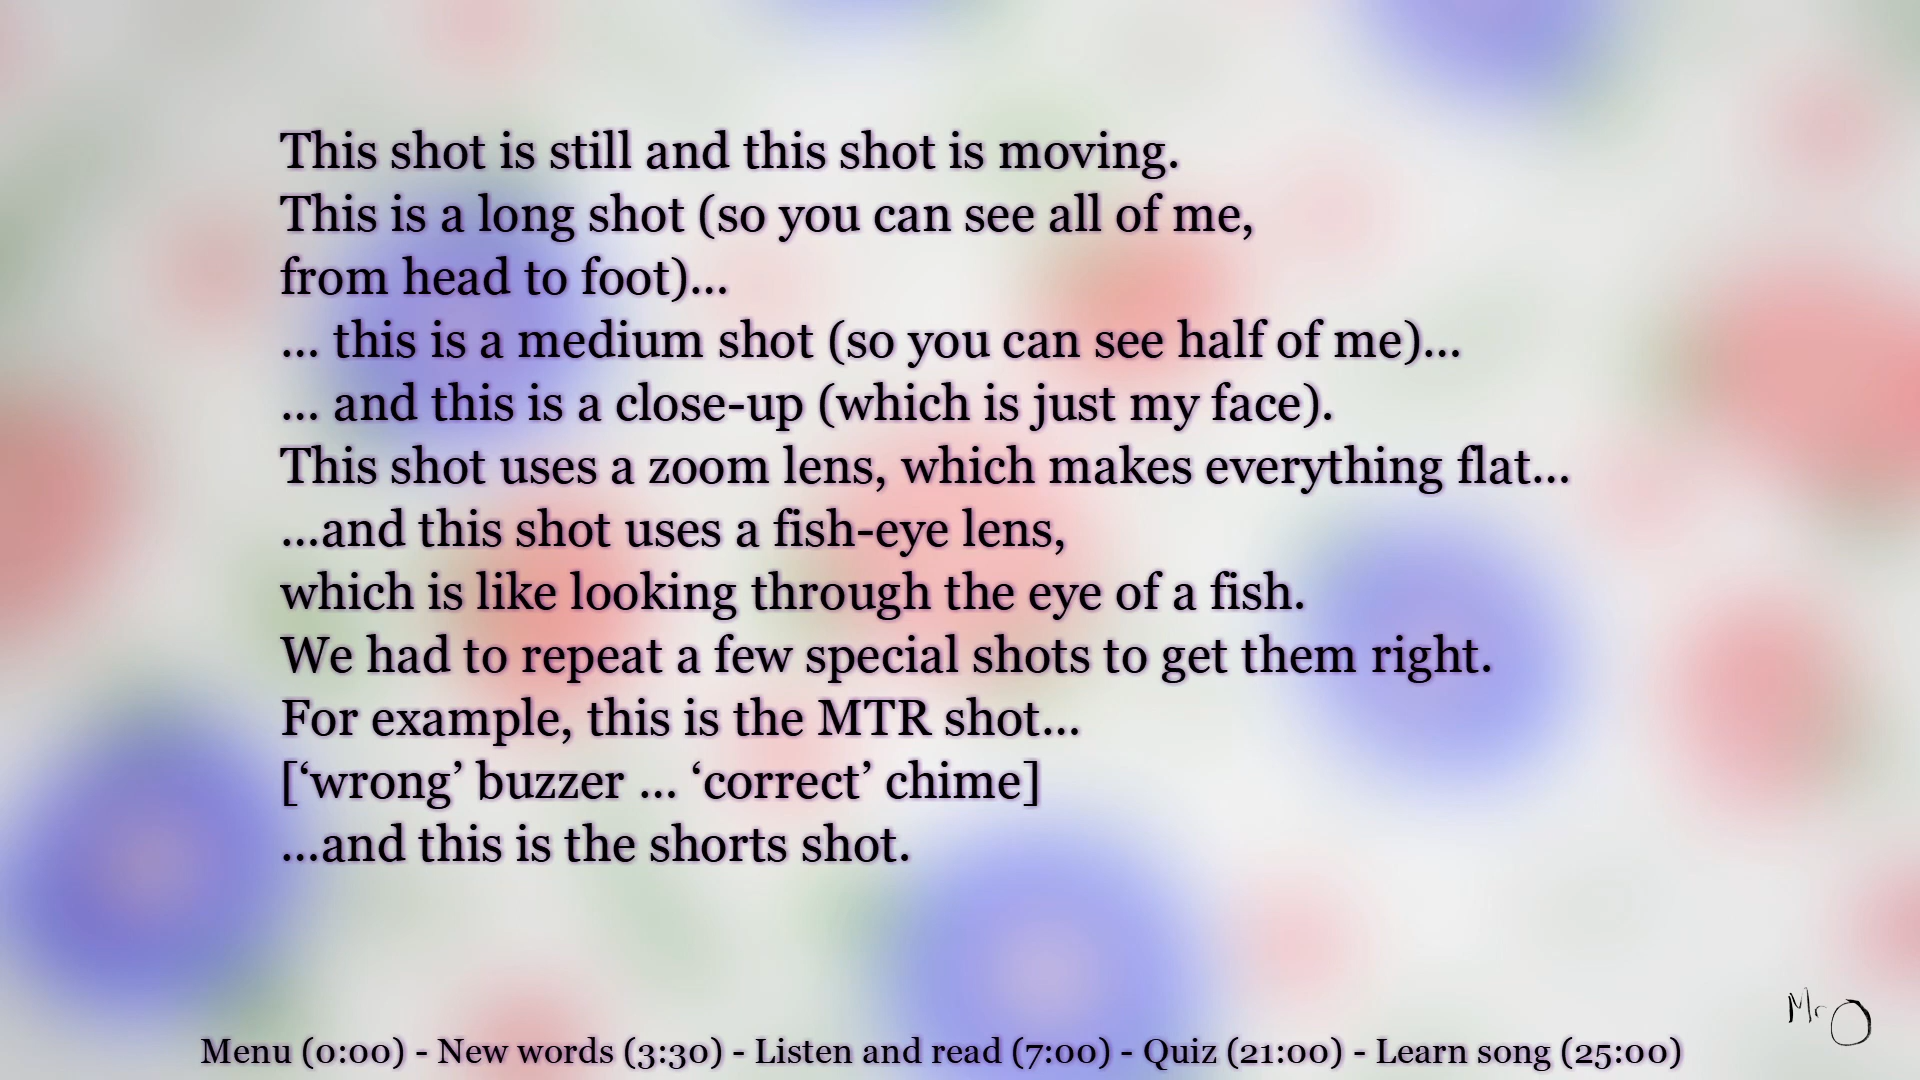 This shot is still and this shot is moving.
This is a long shot (so you can see all of me,
from head to foot)...
... this is a medium shot (so you can see half of me)...
... and this is a close-up (which is just my face).
This shot uses a zoom lens, which makes everything flat...
...and this shot uses a fish-eye lens,
which is like looking through the eye of a fish.
We had to repeat a few special shots to get them right.
For example, this is the MTR shot...
[‘wrong’ buzzer ... ‘correct’ chime]
...and this is the shorts shot.
Mr O
Menu (0:00) - New words (3:30) - Listen and read (7:00) - Quiz (21:00) - Learn song (25:00)